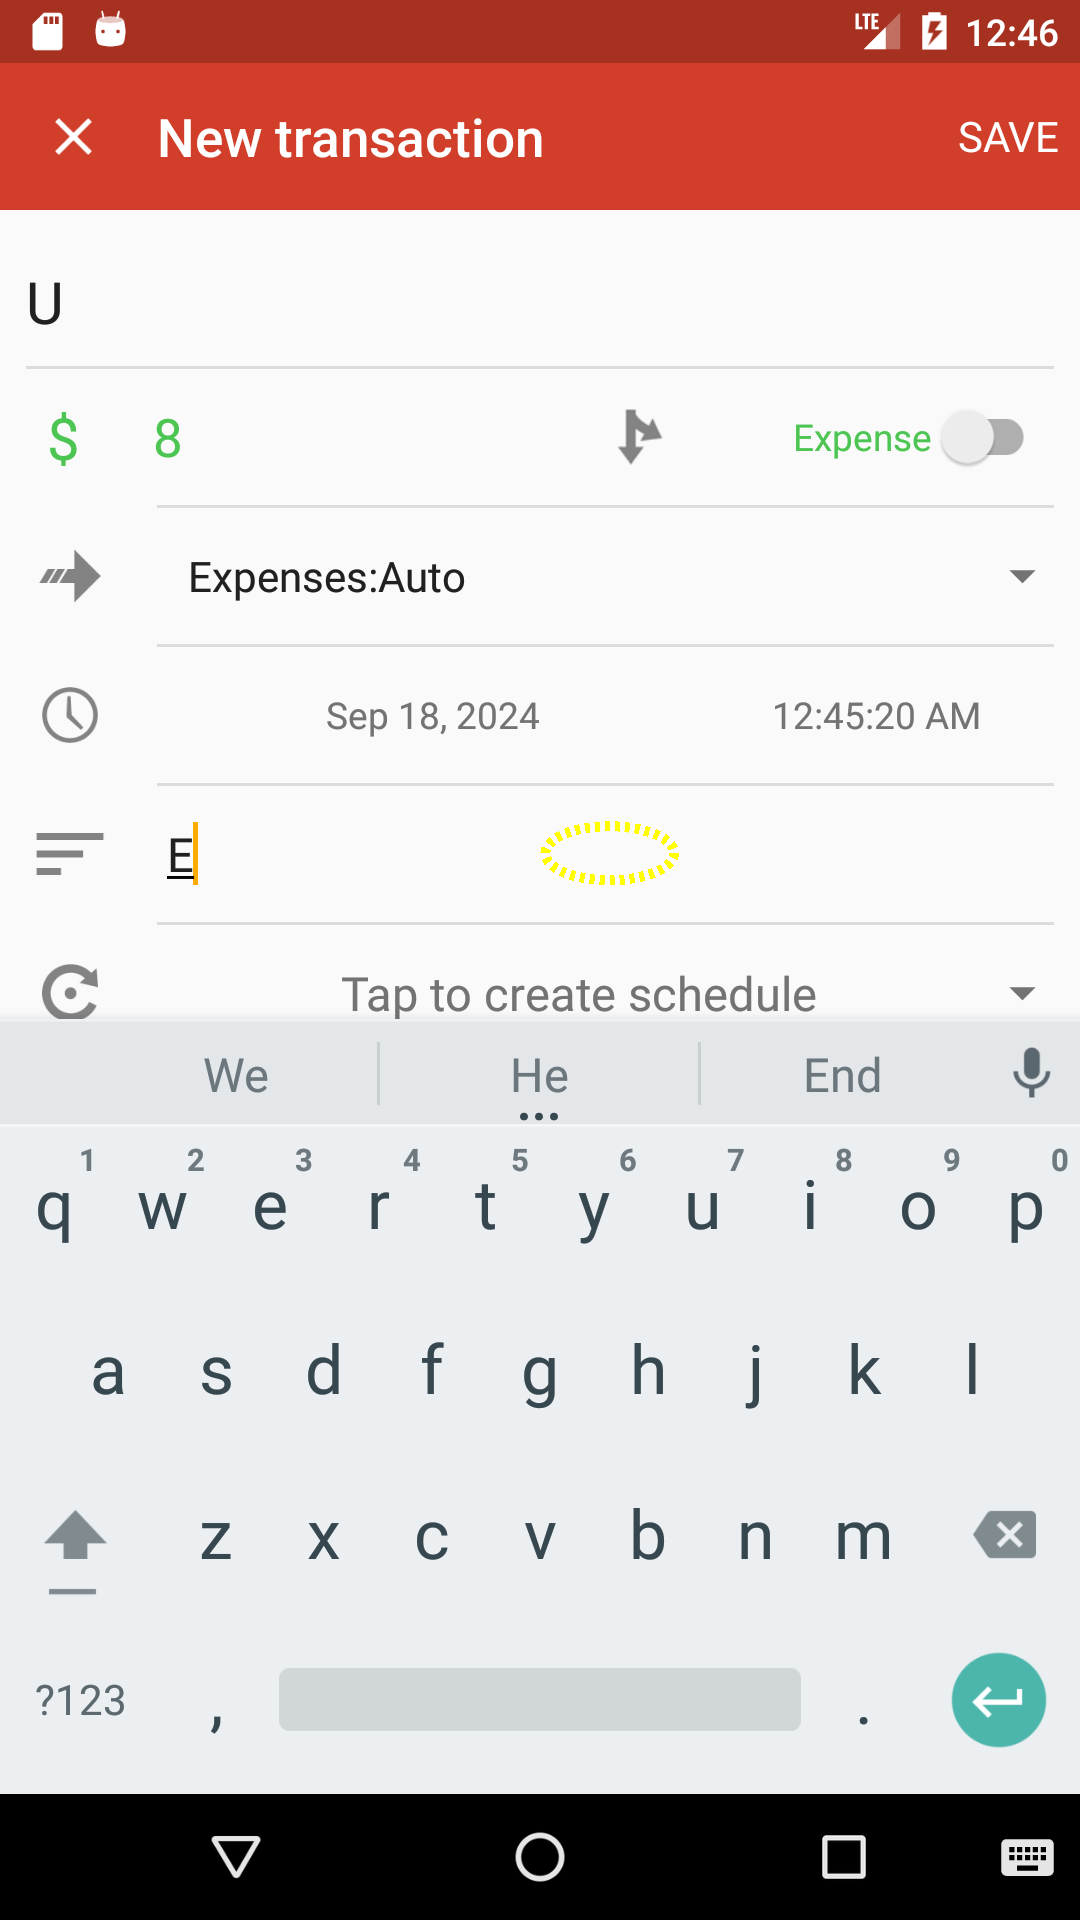 LTE 12:46
New transaction SAVE
U
$ 8 Expense
Expenses:Auto
Sep 18, 2024 12:45:20 AM
E
Tap to create schedule
We He End
1 2 3 4 5 6 7 8 9 0
q w e r t y u i o p
a s d f g h j k l
z x c v b n m
?123 , .